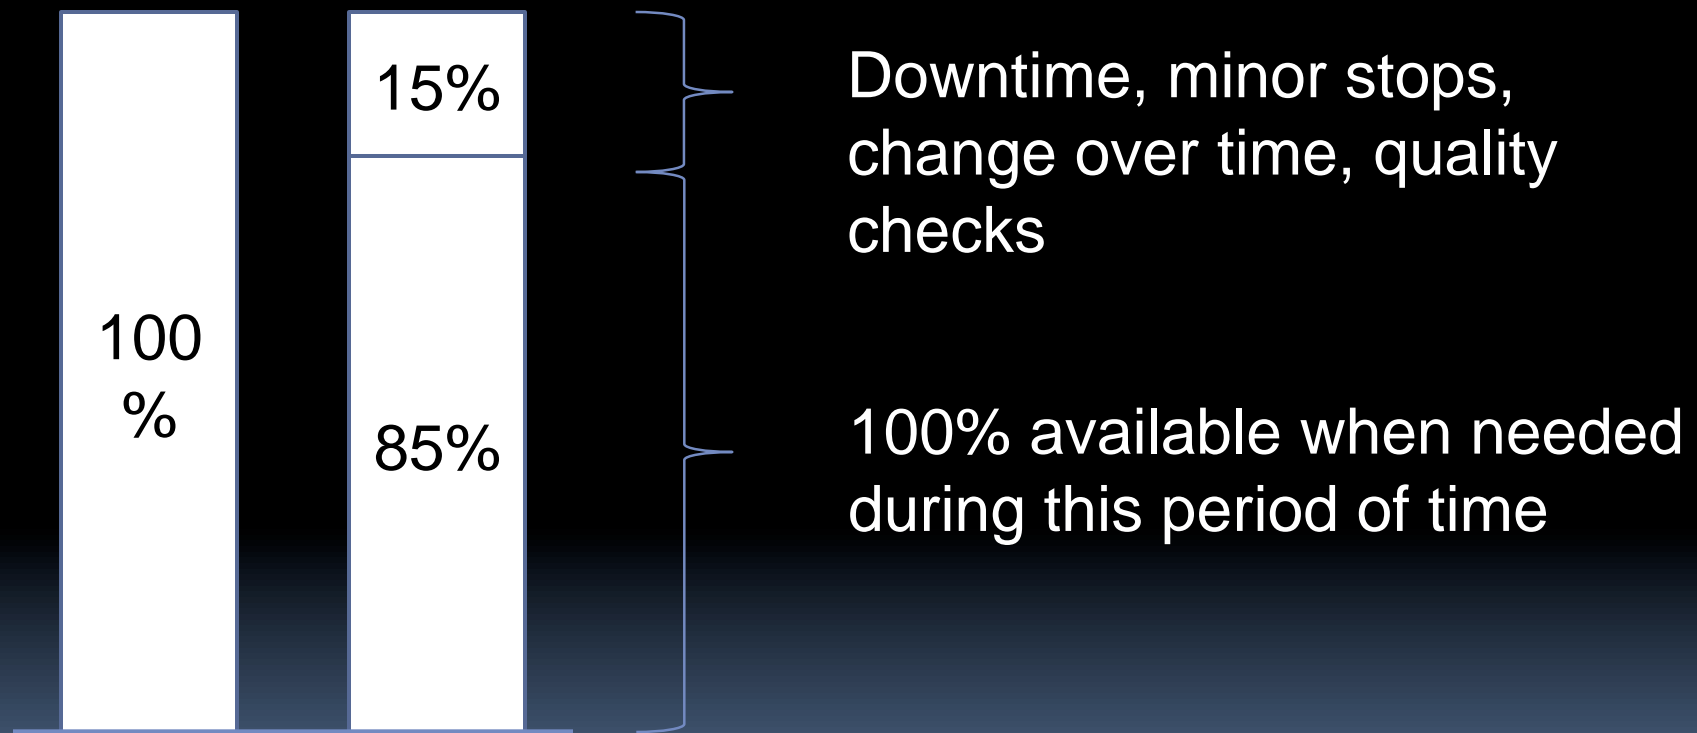 100
%
15%
85%
Downtime, minor stops,
change over time, quality
checks
100% available when needed
during this period of time